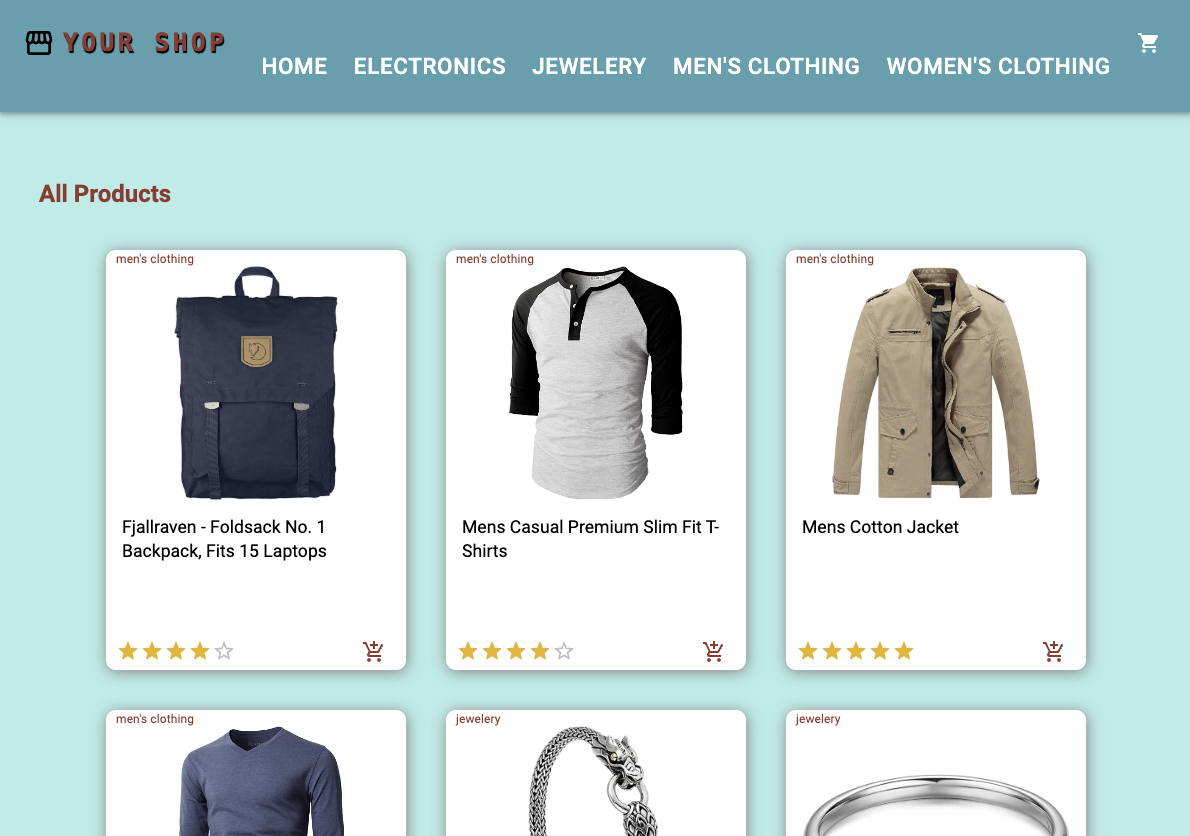 YOUR SHOP
HOME ELECTRONICS JEWELERY MEN'S CLOTHING WOMEN'S CLOTHING
All Products
men's clothing
Fjallraven - Foldsack No. 1
Backpack, Fits 15 Laptops
men's clothing
Mens Casual Premium Slim Fit T-
Shirts
men's clothing
Mens Cotton Jacket
men's clothing
jewelery
jewelery